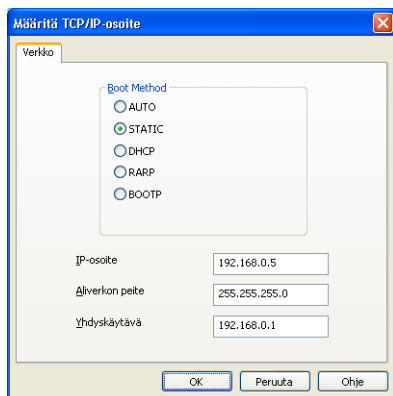 Määritä TCP/IP-osoite
Verkko
Boot Method
AUTO
STATIC
DHCP
RARP
BOOTP
IP-osoite 192.168.0.5
Aliverkon peite 255.255.255.0
Yhdyskäytävä 192.168.0.1
OK Peruuta Ohje